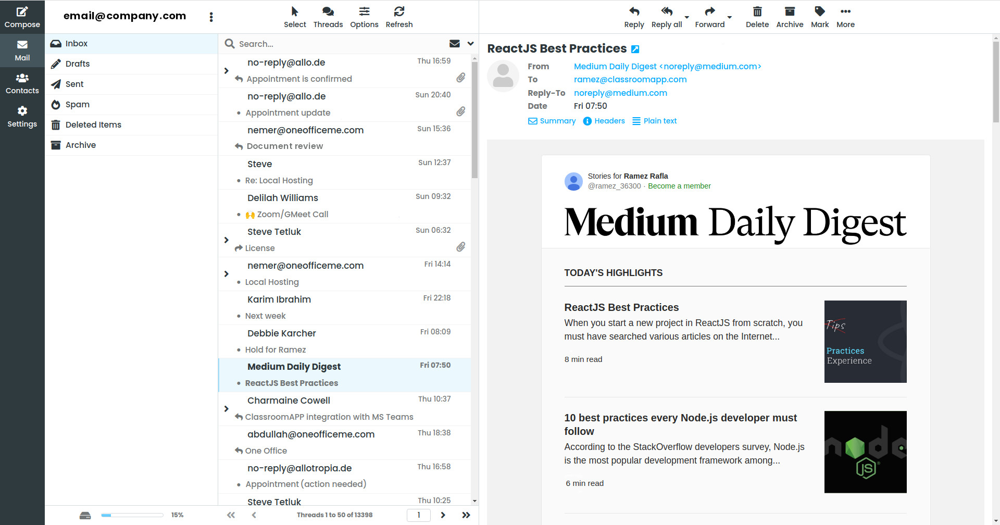 Compose
Mail
Contacts
Settings
email@company.com
Select
Threads
Options
Refresh
Reply
Reply all
Forward
Delete
Archive
Mark
More
Inbox
Drafts
Sent
Spam
Deleted Items
Archive
Search...
no-reply@allo.de Thu 16:59
Appointment is confirmed
no-reply@allo.de Sun 20:40
Appointment update
nemer@oneofficeme.com Sun 15:36
Document review
Steve Sun 12:37
Re: Local Hosting
Delilah Williams Sun 09:32
🙌 Zoom/GMeet Call
Steve Tetluk Sun 06:32
License
nemer@oneofficeme.com Fri 14:14
Local Hosting
Karim Ibrahim Fri 22:18
Next week
Debbie Karcher Fri 08:09
Hold for Ramez
Medium Daily Digest Fri 07:50
ReactJS Best Practices
Charmaine Cowell Thu 10:37
ClassroomAPP integration with MS Teams
abdullah@oneofficeme.com Thu 18:38
One Office
no-reply@allotropia.de Thu 16:58
Appointment (action needed)
Steve Tetluk Thu 10:25
15%
Threads 1 to 50 of 13398
1
ReactJS Best Practices
From Medium Daily Digest <noreply@medium.com>
To ramez@classroomapp.com
Reply-To noreply@medium.com
Date Fri 07:50
Summary Headers Plain text
Stories for Ramez Rafla
@ramez_36300 · Become a member
Medium Daily Digest
TODAY'S HIGHLIGHTS
ReactJS Best Practices
When you start a new project in ReactJS from scratch, you
must have searched various articles on the Internet...
8 min read
Tips
Practices
Experience
10 best practices every Node.js developer must
follow
According to the StackOverflow developers survey, Node.js
is the most popular development framework among...
6 min read
node
JS®